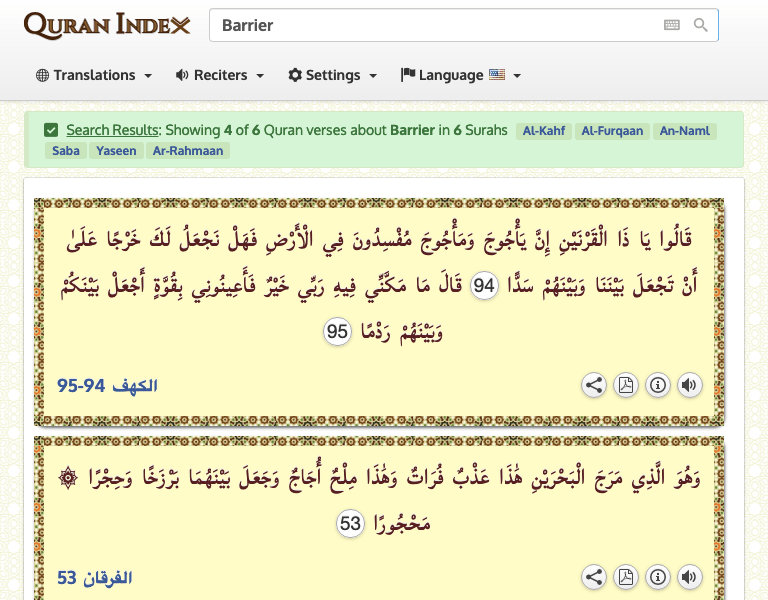 QURAN INDEX
Barrier
Translations Reciters Settings Language
Search Results: Showing 4 of 6 Quran verses about Barrier in 6 Surahs Al-Kahf Al-Furqaan An-Naml
Saba Yaseen Ar-Rahmaan
قَالُوا يَا ذَا الْقَرْنَيْنِ إِنَّ يَأْجُوجَ وَمَأْجُوجَ مُفْسِدُونَ فِي الْأَرْضِ فَهَلْ نَجْعَلُ لَكَ خَرْجًا عَلَىٰ
أَنْ تَجْعَلَ بَيْنَنَا وَبَيْنَهُمْ سَدًّا 94 قَالَ مَا مَكَّنِّي فِيهِ رَبِّي خَيْرٌ فَأَعِينُونِي بِقُوَّةٍ أَجْعَلْ بَيْنَكُمْ
وَبَيْنَهُمْ رَدْمًا 95
الكهف 94-95
وَهُوَ الَّذِي مَرَجَ الْبَحْرَيْنِ هَٰذَا عَذْبٌ فُرَاتٌ وَهَٰذَا مِلْحٌ أُجَاجٌ وَجَعَلَ بَيْنَهُمَا بَرْزَخًا وَحِجْرًا ۞
مَحْجُورًا 53
الفرقان 53